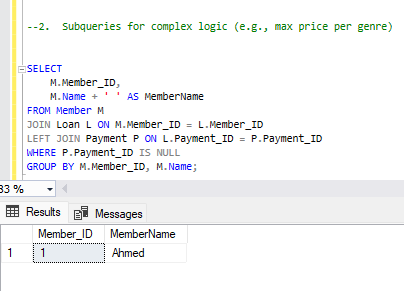 --2.  Subqueries for complex logic (e.g., max price per genre)
SELECT
M.Member_ID,
M.Name + ' ' AS MemberName
FROM Member M
JOIN Loan L ON M.Member_ID = L.Member_ID
LEFT JOIN Payment P ON L.Payment_ID = P.Payment_ID
WHERE P.Payment_ID IS NULL
GROUP BY M.Member_ID, M.Name;
33 %
Results Messages
Member_ID MemberName
1 1 Ahmed